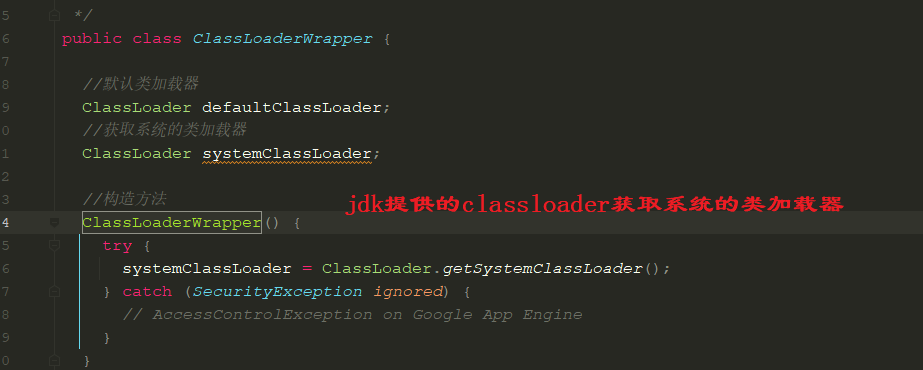 5 */
6 public class ClassLoaderWrapper {
7
8 //默认类加载器
9 ClassLoader defaultClassLoader;
0 //获取系统的类加载器
1 ClassLoader systemClassLoader;
2
3 //构造方法
jdk提供的classloader获取系统的类加载器
4 ClassLoaderWrapper() {
5 try {
6 systemClassLoader = ClassLoader.getSystemClassLoader();
7 } catch (SecurityException ignored) {
8 // AccessControlException on Google App Engine
9 }
0 }